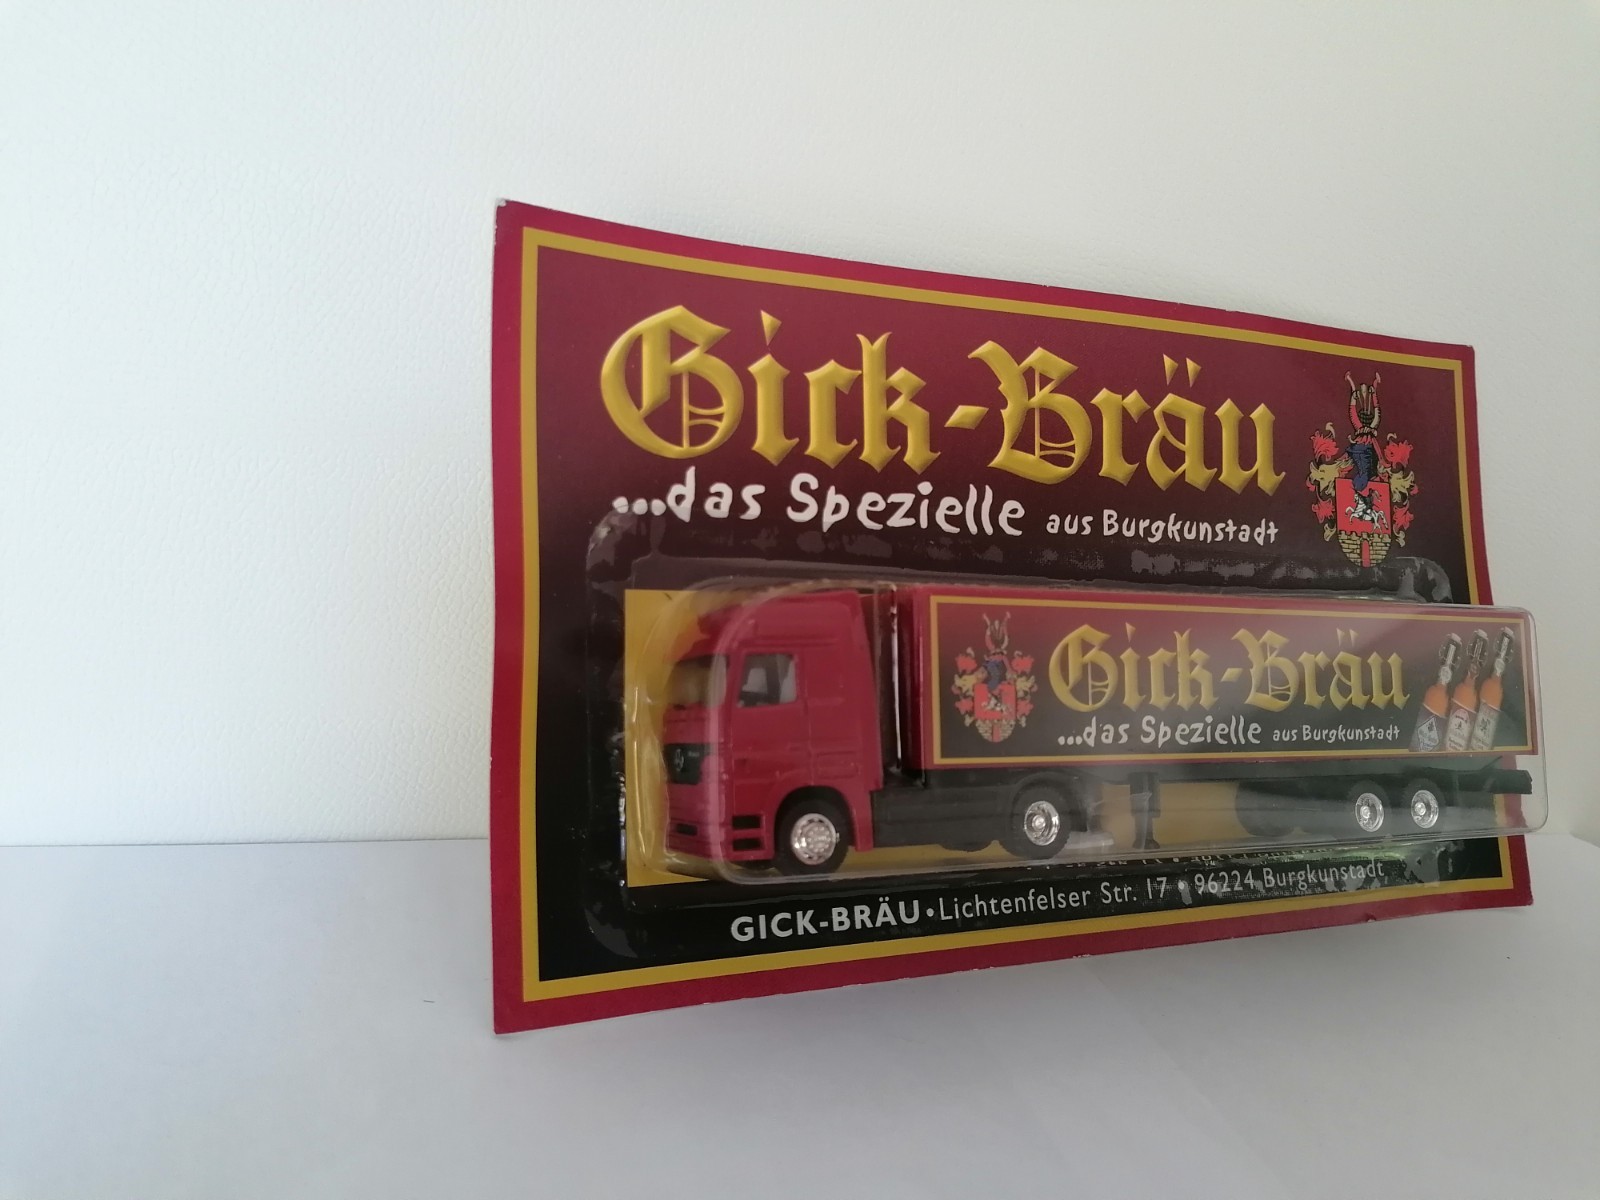 Gick-Bräu
...das Spezielle aus Burgkunstadt
Gick-Bräu
...das Spezielle aus Burgkunstadt
GICK-BRÄU • Lichtenfelser Str. 17 • 96224 Burgkunstadt